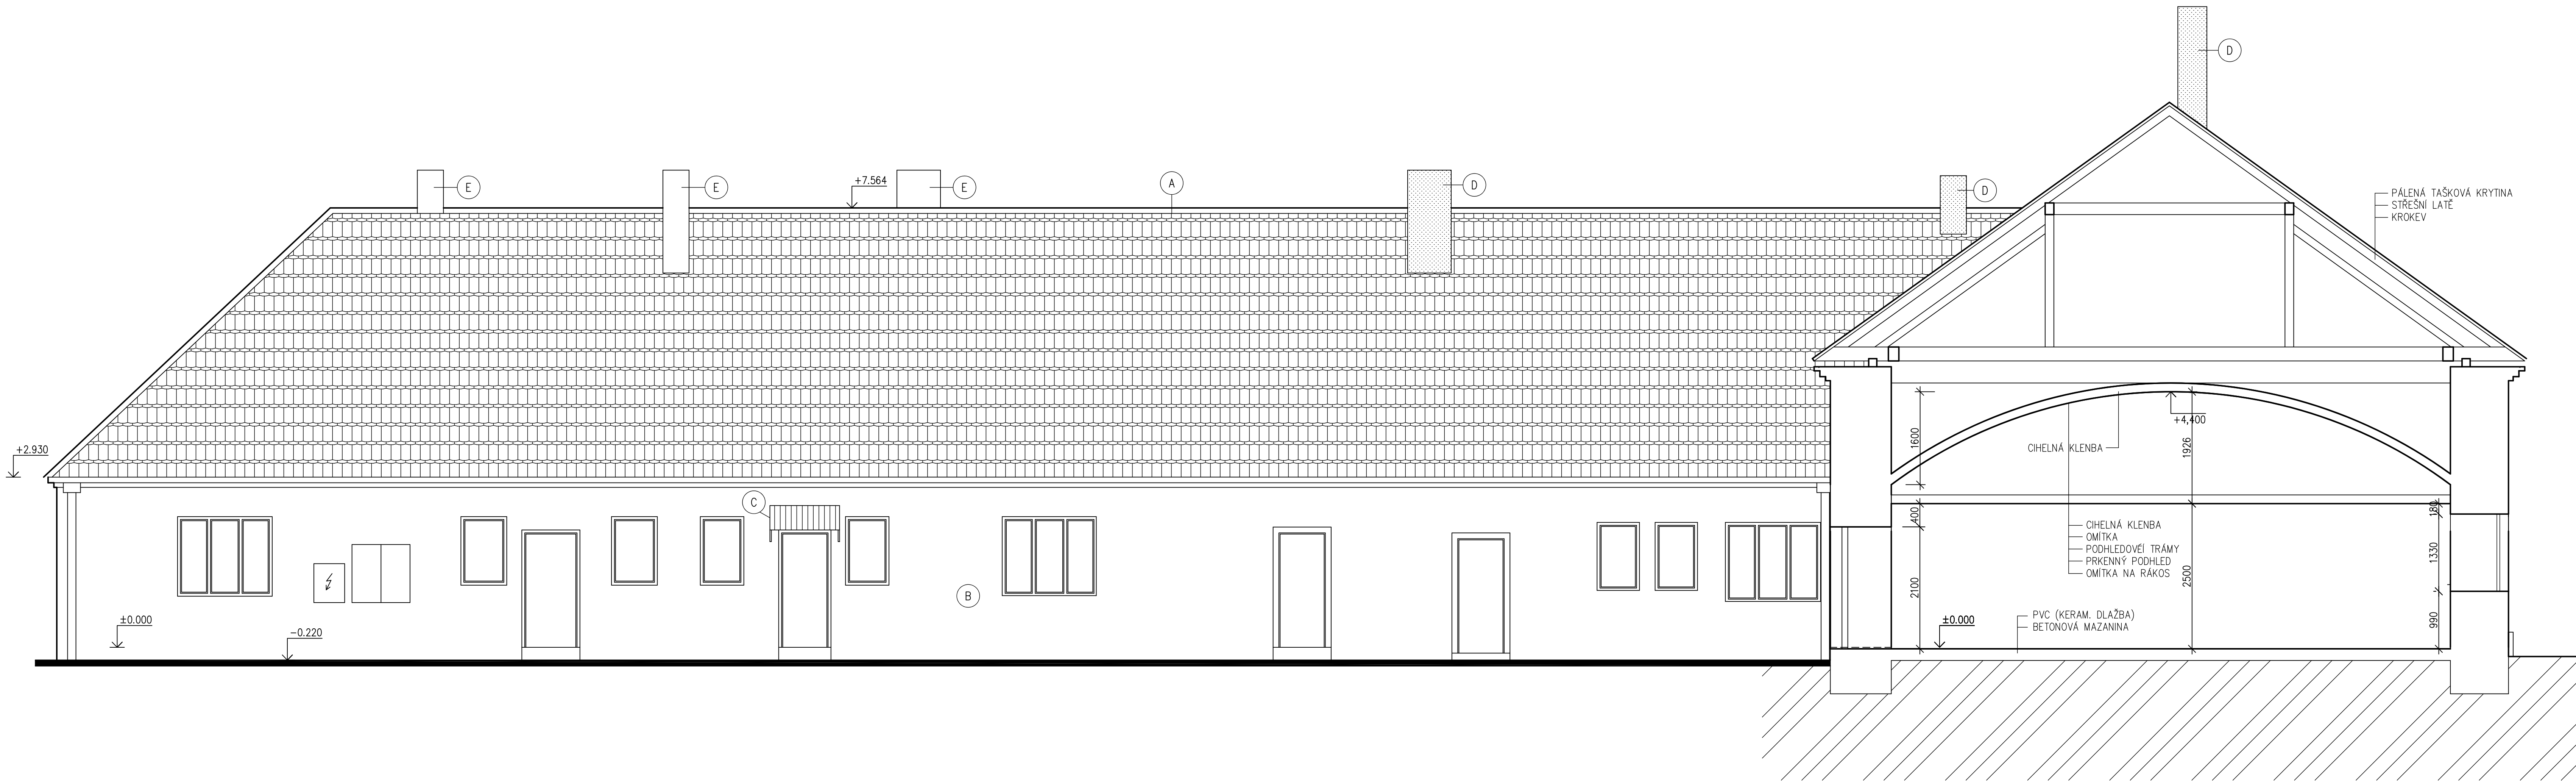 D
E
E
+7.564
E
A
D
D
PÁLENÁ TAŠKOVÁ KRYTINA
STŘEŠNÍ LATĚ
KROKEV
+2.930
1600
+4,400
CIHELNÁ KLENBA
1926
C
400
180
CIHELNÁ KLENBA
OMÍTKA
PODHLEDOVÉÍ TRÁMY
PRKENNÝ PODHLED
OMÍTKA NA RÁKOS
1330
2100
2500
B
±0.000
-0.220
±0.000
PVC (KERAM. DLAŽBA)
BETONOVÁ MAZANINA
990